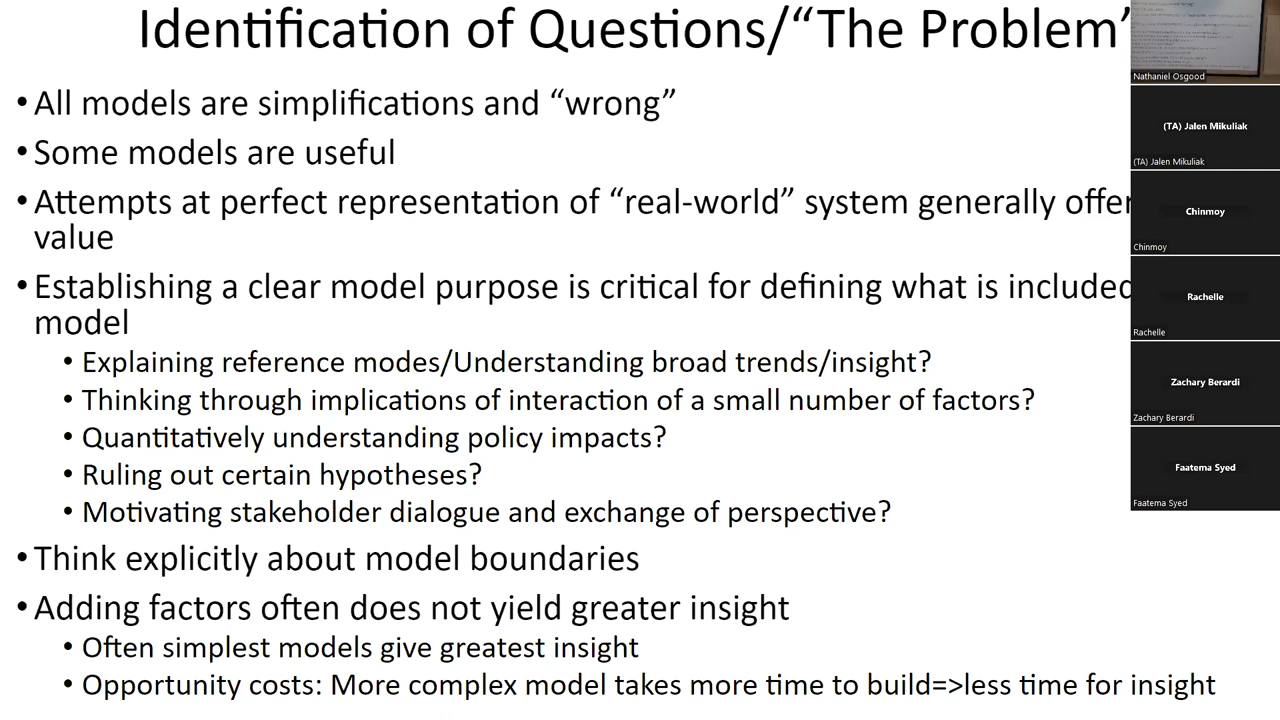 Identification of Questions/“The Problem”
• All models are simplifications and “wrong”
• Some models are useful
• Attempts at perfect representation of “real-world” system generally offer
value
• Establishing a clear model purpose is critical for defining what is included
model
• Explaining reference modes/Understanding broad trends/insight?
• Thinking through implications of interaction of a small number of factors?
• Quantitatively understanding policy impacts?
• Ruling out certain hypotheses?
• Motivating stakeholder dialogue and exchange of perspective?
• Think explicitly about model boundaries
• Adding factors often does not yield greater insight
• Often simplest models give greatest insight
• Opportunity costs: More complex model takes more time to build=>less time for insight
Nathaniel Osgood
(TA) Jalen Mikuliak
(TA) Jalen Mikuliak
Chinmoy
Chinmoy
Rachelle
Rachelle
Zachary Berardi
Zachary Berardi
Faatema Syed
Faatema Syed